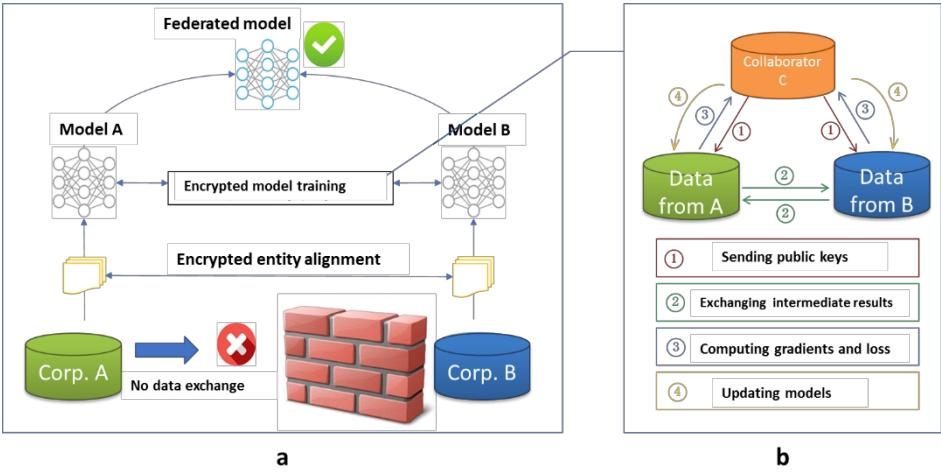 Federated model
Model A
Model B
Encrypted model training
Encrypted entity alignment
Corp. A
No data exchange
Corp. B
a
Collaborator
C
4
3
1
1
3
4
Data
from A
2
2
Data
from B
1 Sending public keys
2 Exchanging intermediate results
3 Computing gradients and loss
4 Updating models
b